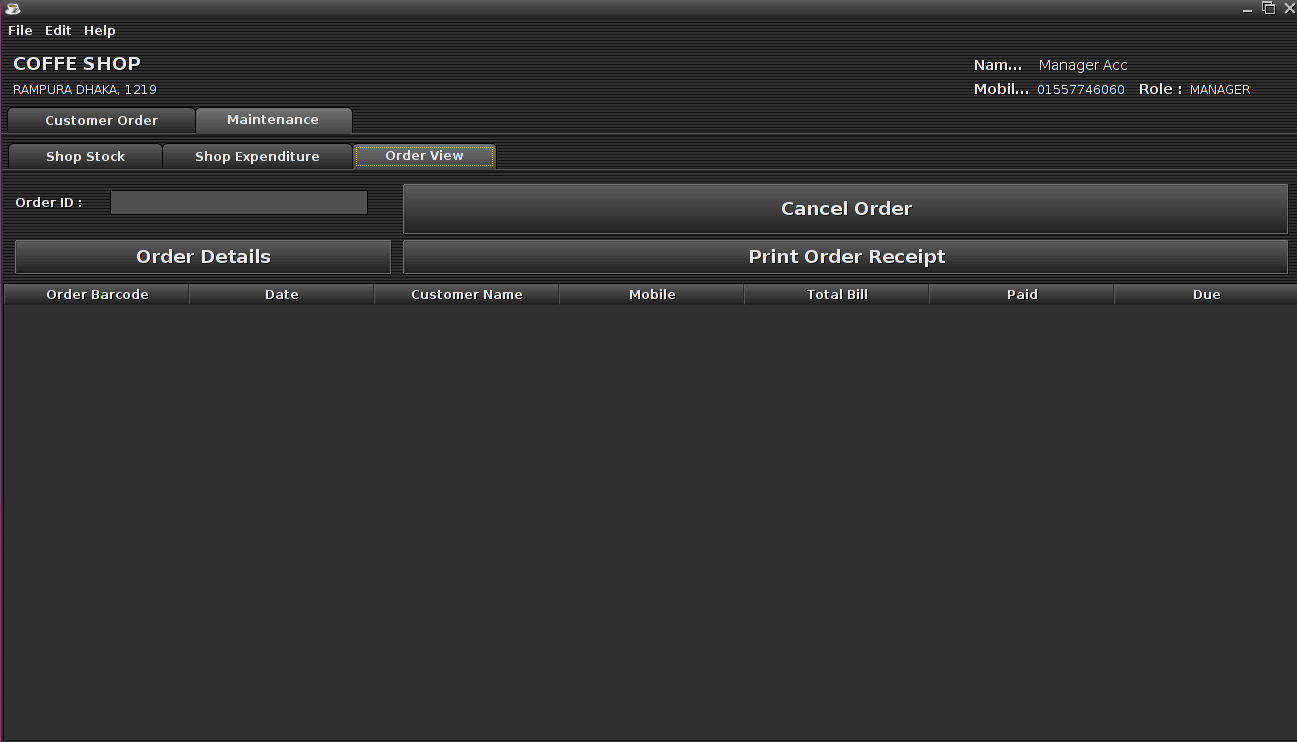 File Edit Help
COFFE SHOP
Nam... Manager Acc
RAMPURA DHAKA, 1219
Mobil... 01557746060 Role : MANAGER
Customer Order Maintenance
Shop Stock Shop Expenditure Order View
Order ID :
Cancel Order
Order Details Print Order Receipt
Order Barcode Date Customer Name Mobile Total Bill Paid Due